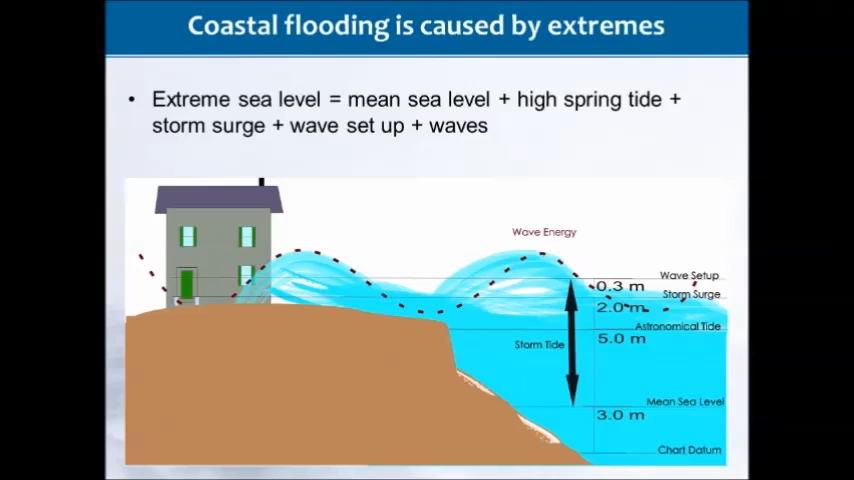 Coastal flooding is caused by extremes
• Extreme sea level = mean sea level + high spring tide +
storm surge + wave set up + waves
Wave Energy
Wave Setup
0.3 m
Storm Surge
2.0 m
Astronomical Tide
5.0 m
Storm Tide
Mean Sea Level
3.0 m
Chart Datum